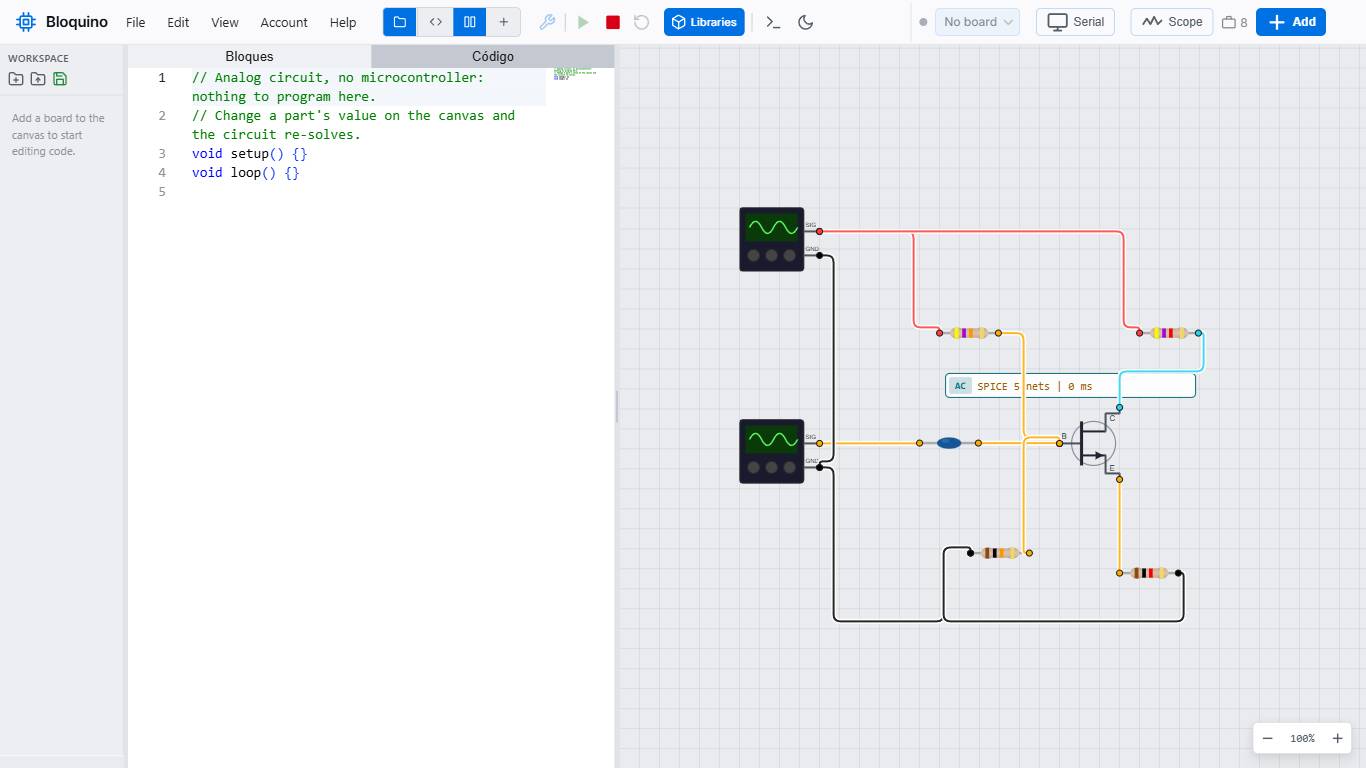 Bloquino
File
Edit
View
Account
Help
Libraries
No board
Serial
Scope
8
Add
WORKSPACE
Add a board to the
canvas to start
editing code.
Bloques
Código
1
// Analog circuit, no microcontroller:
nothing to program here.
2
// Change a part's value on the canvas and
the circuit re-solves.
3
void setup() {}
4
void loop() {}
5
SIG
GND
AC
SPICE 5 nets | 0 ms
SIG
GND
C
B
E
100%